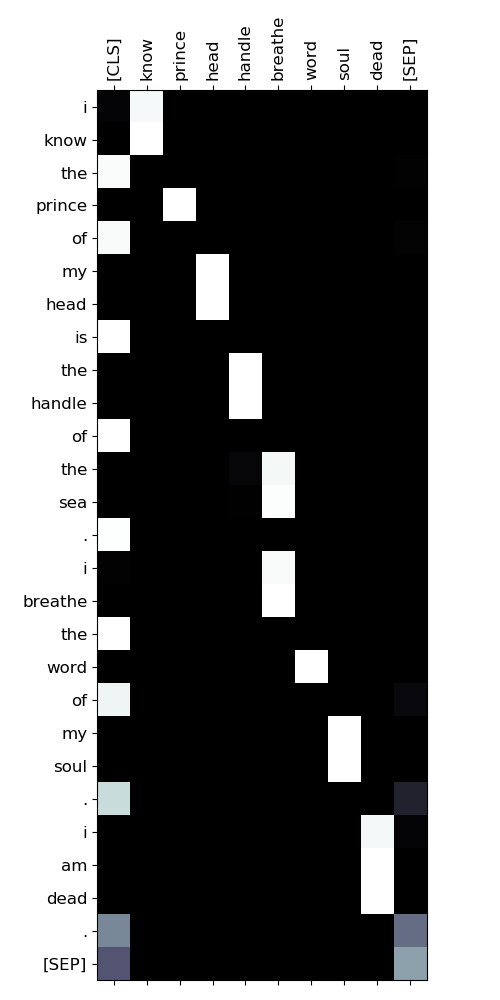 [CLS] know prince head handle breathe word soul dead [SEP]
i
know
the
prince
of
my
head
is
the
handle
of
the
sea
.
i
breathe
the
word
of
my
soul
.
i
am
dead
.
[SEP]